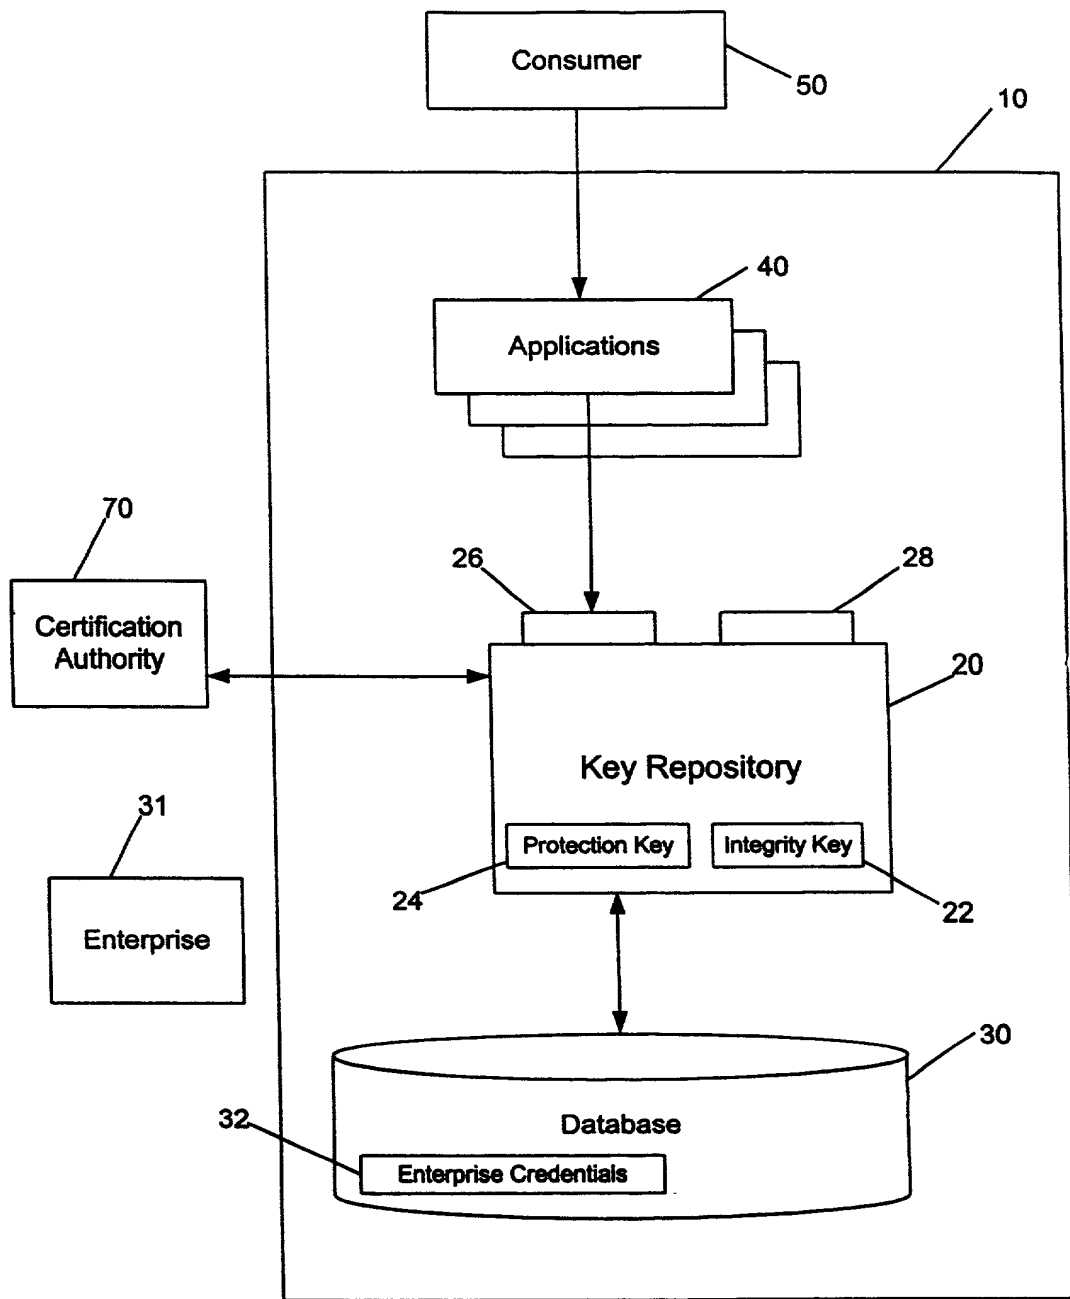 Consumer
50
10
40
Applications
70
26
28
Certification
Authority
20
Key Repository
31
Protection Key
Integrity Key
24
22
Enterprise
30
32
Database
Enterprise Credentials